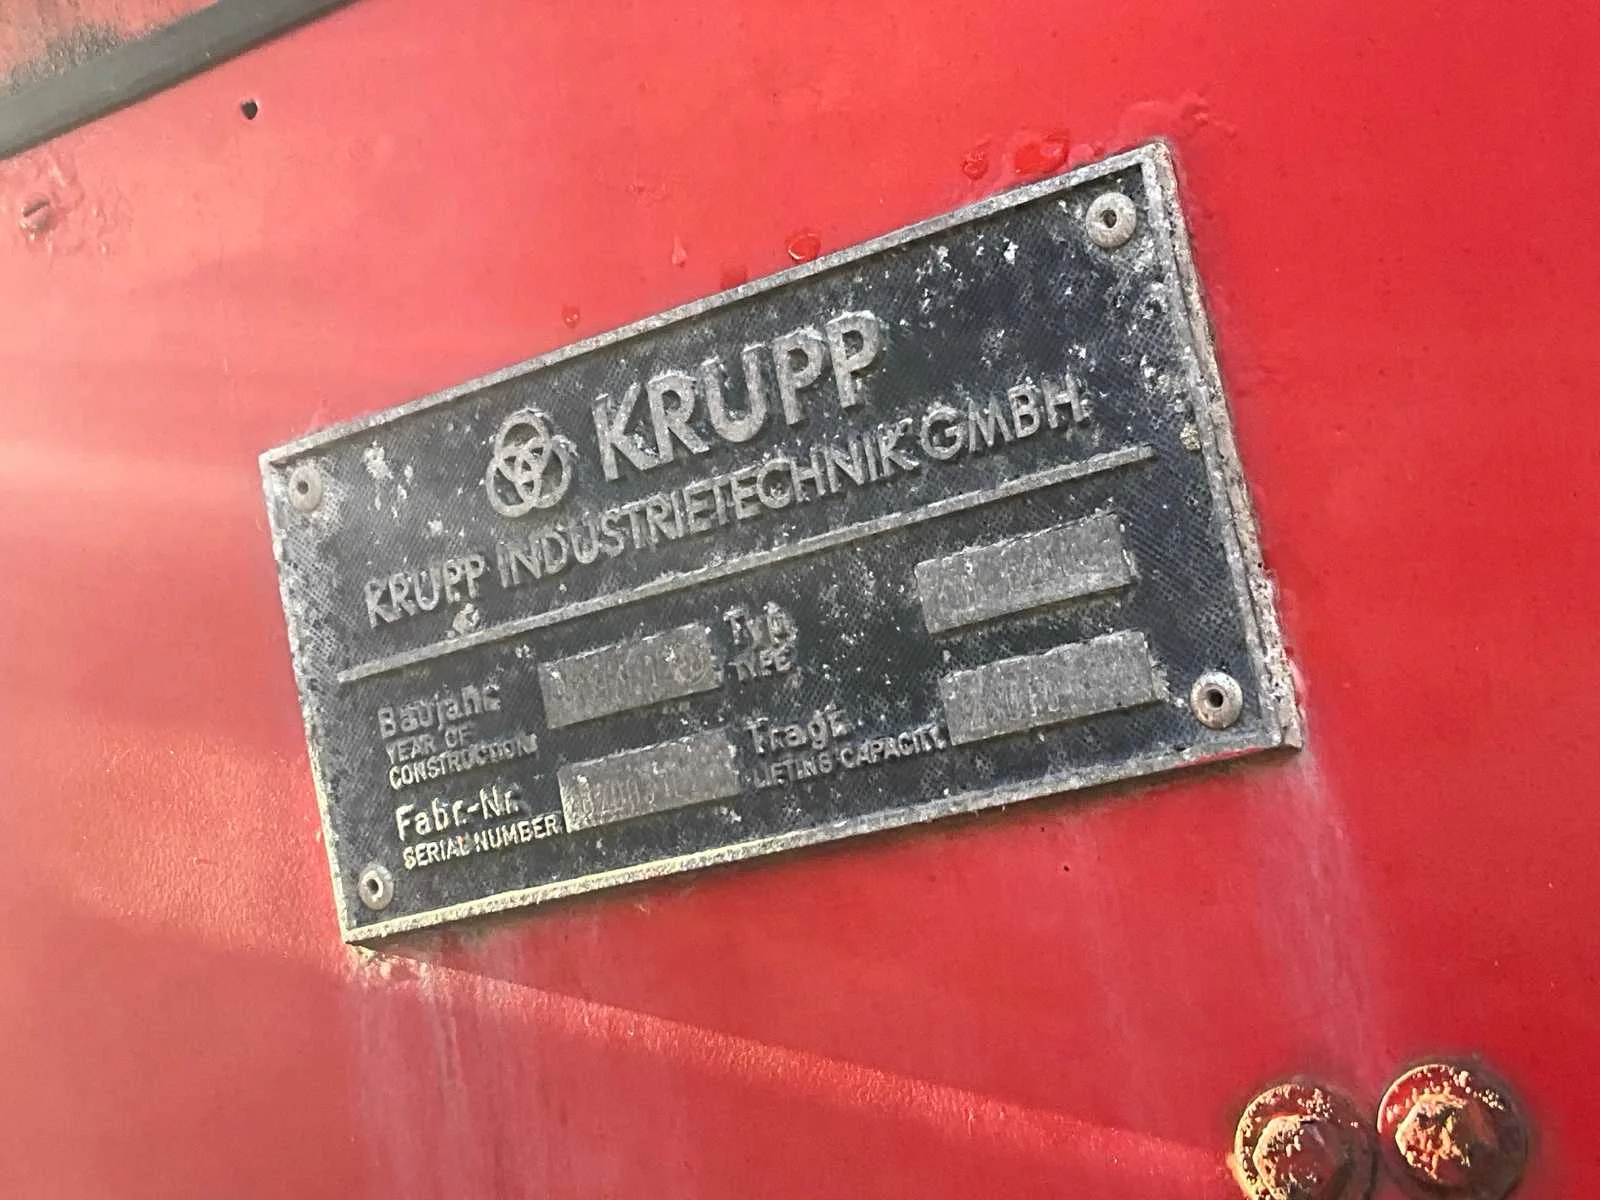 KRUPP
KRUPP INDUSTRIETECHNIK GMBH
Baujahr
YEAR OF
CONSTRUCTION
Typ
TYPE
Fabr.-Nr.
SERIAL NUMBER
Tragf.
LIFTING CAPACITY